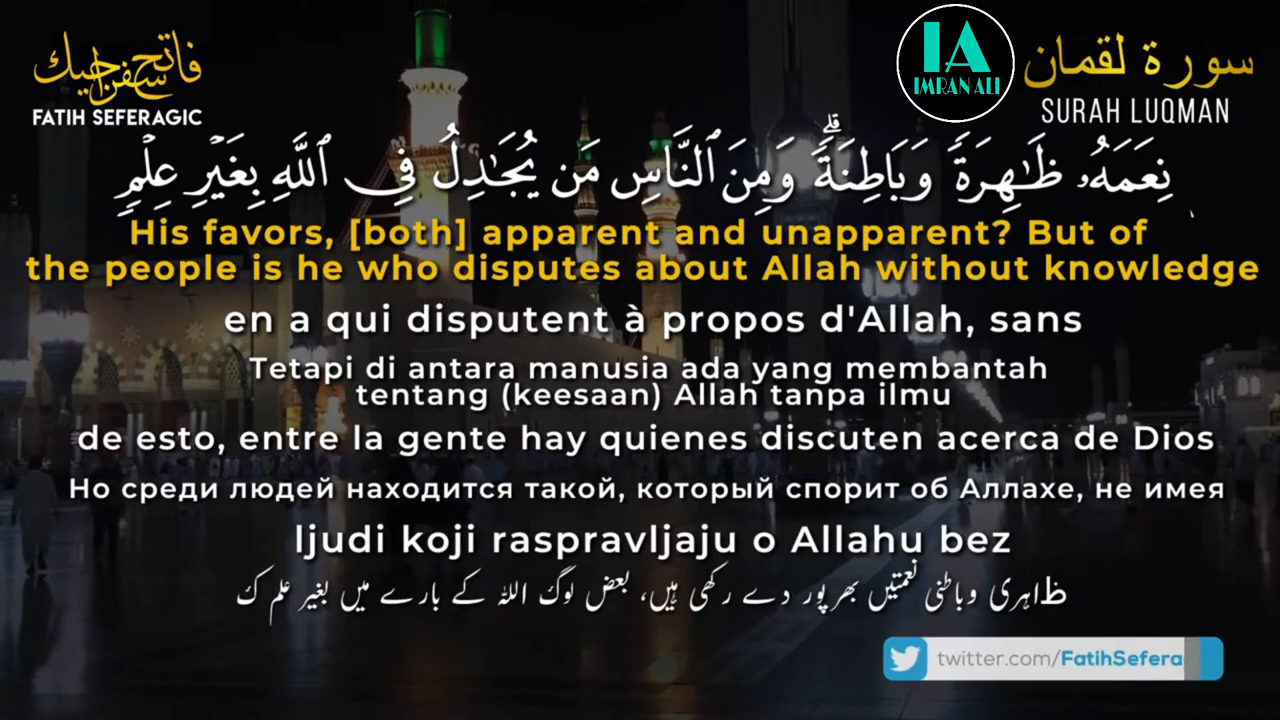 فاتح سفرجيك
FATIH SEFERAGIC
IA
IMRAN ALI
سورة لقمان
SURAH LUQMAN
نِعَمَهُۥ ظَٰهِرَةً وَبَاطِنَةً ۗ وَمِنَ ٱلنَّاسِ مَن يُجَٰدِلُ فِى ٱللَّهِ بِغَيْرِ عِلْمٍ
His favors, [both] apparent and unapparent? But of
the people is he who disputes about Allah without knowledge
en a qui disputent à propos d'Allah, sans
Tetapi di antara manusia ada yang membantah
tentang (keesaan) Allah tanpa ilmu
de esto, entre la gente hay quienes discuten acerca de Dios
Но среди людей находится такой, который спорит об Аллахе, не имея
ljudi koji raspravljaju o Allahu bez
ﻇاہری وباطنی نعمتیں بھرپور دے رکھی ہیں، بعض لوگ اللہ کے بارے میں بغیر علم ک
twitter.com/FatihSefera